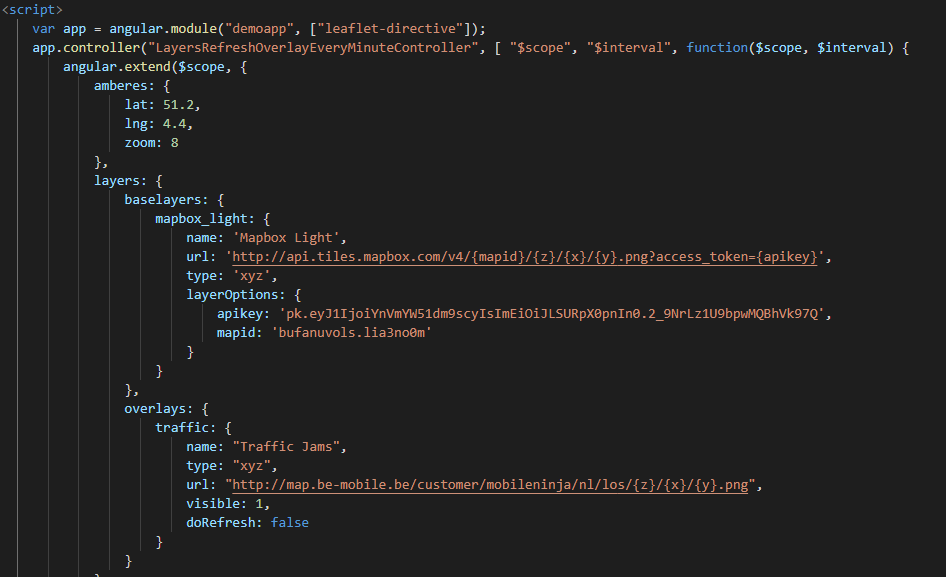 <script>
var app = angular.module("demoapp", ["leaflet-directive"]);
app.controller("LayersRefreshOverlayEveryMinuteController", [ "$scope", "$interval", function($scope, $interval) {
angular.extend($scope, {
amberes: {
lat: 51.2,
lng: 4.4,
zoom: 8
},
layers: {
baselayers: {
mapbox_light: {
name: 'Mapbox Light',
url: 'http://api.tiles.mapbox.com/v4/{mapid}/{z}/{x}/{y}.png?access_token={apikey}',
type: 'xyz',
layerOptions: {
apikey: 'pk.eyJ1IjoiYnVmYW51dm9scyIsImEiOiJLSURpX0pnIn0.2_9NrLz1U9bpwMQBhVk97Q',
mapid: 'bufanuvols.lia3no0m'
}
}
},
overlays: {
traffic: {
name: "Traffic Jams",
type: "xyz",
url: "http://map.be-mobile.be/customer/mobileninja/nl/los/{z}/{x}/{y}.png",
visible: 1,
doRefresh: false
}
}